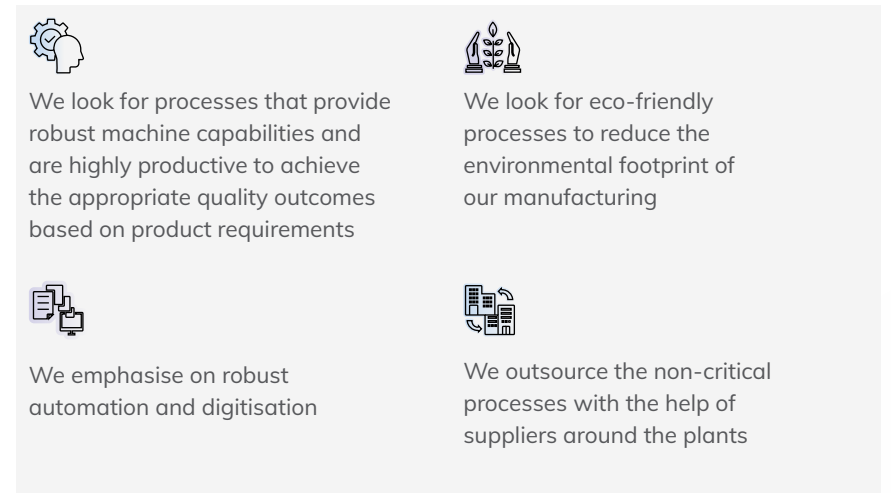 We look for processes that provide
robust machine capabilities and
are highly productive to achieve
the appropriate quality outcomes
based on product requirements
We look for eco-friendly
processes to reduce the
environmental footprint of
our manufacturing
We emphasise on robust
automation and digitisation
We outsource the non-critical
processes with the help of
suppliers around the plants